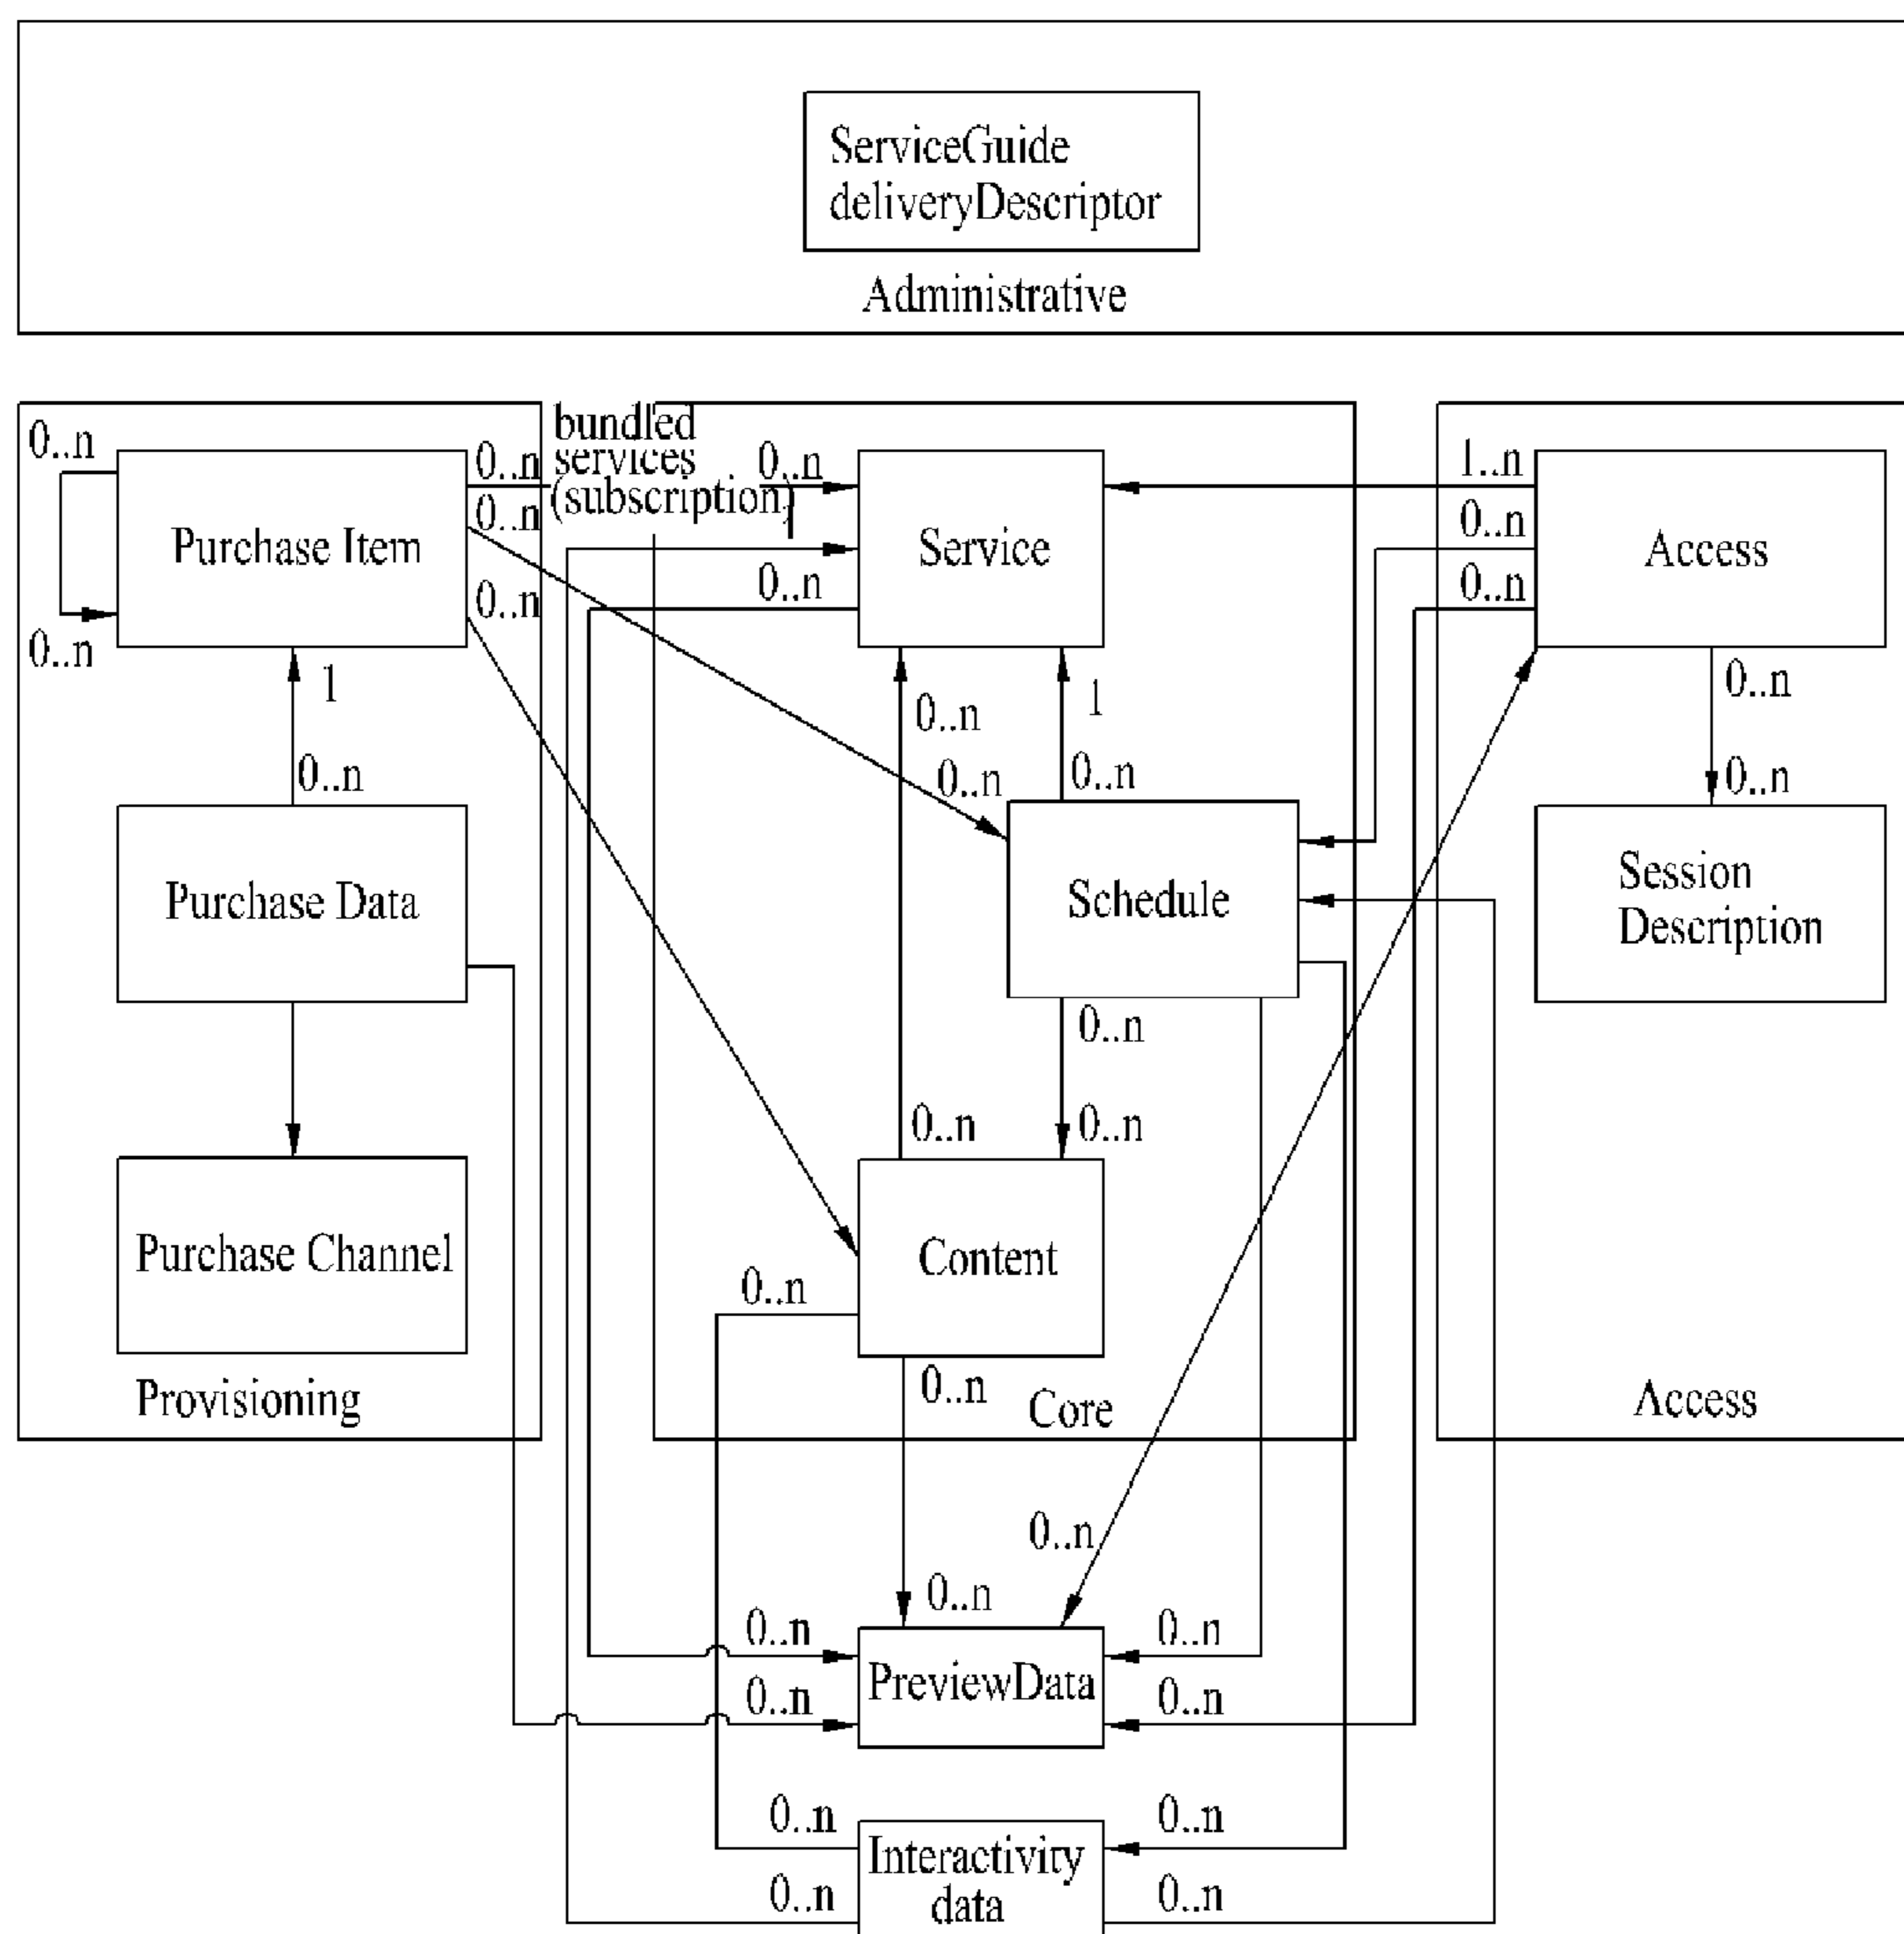 ServiceGuide
deliveryDescriptor
Administrative
0..n
bundled
services
(subscription)
0..n
0..n
1..n
0..n
0..n
Purchase Item
Service
Access
0..n
0..n
0..n
0..n
1
0..n
1
0..n
0..n
0..n
0..n
0..n
0..n
Purchase Data
Schedule
Session
Description
0..n
0..n
0..n
Purchase Channel
Content
0..n
0..n
Provisioning
Core
Access
0..n
0..n
0..n
0..n
PreviewData
0..n
0..n
0..n
0..n
Interactivity
data
0..n
0..n